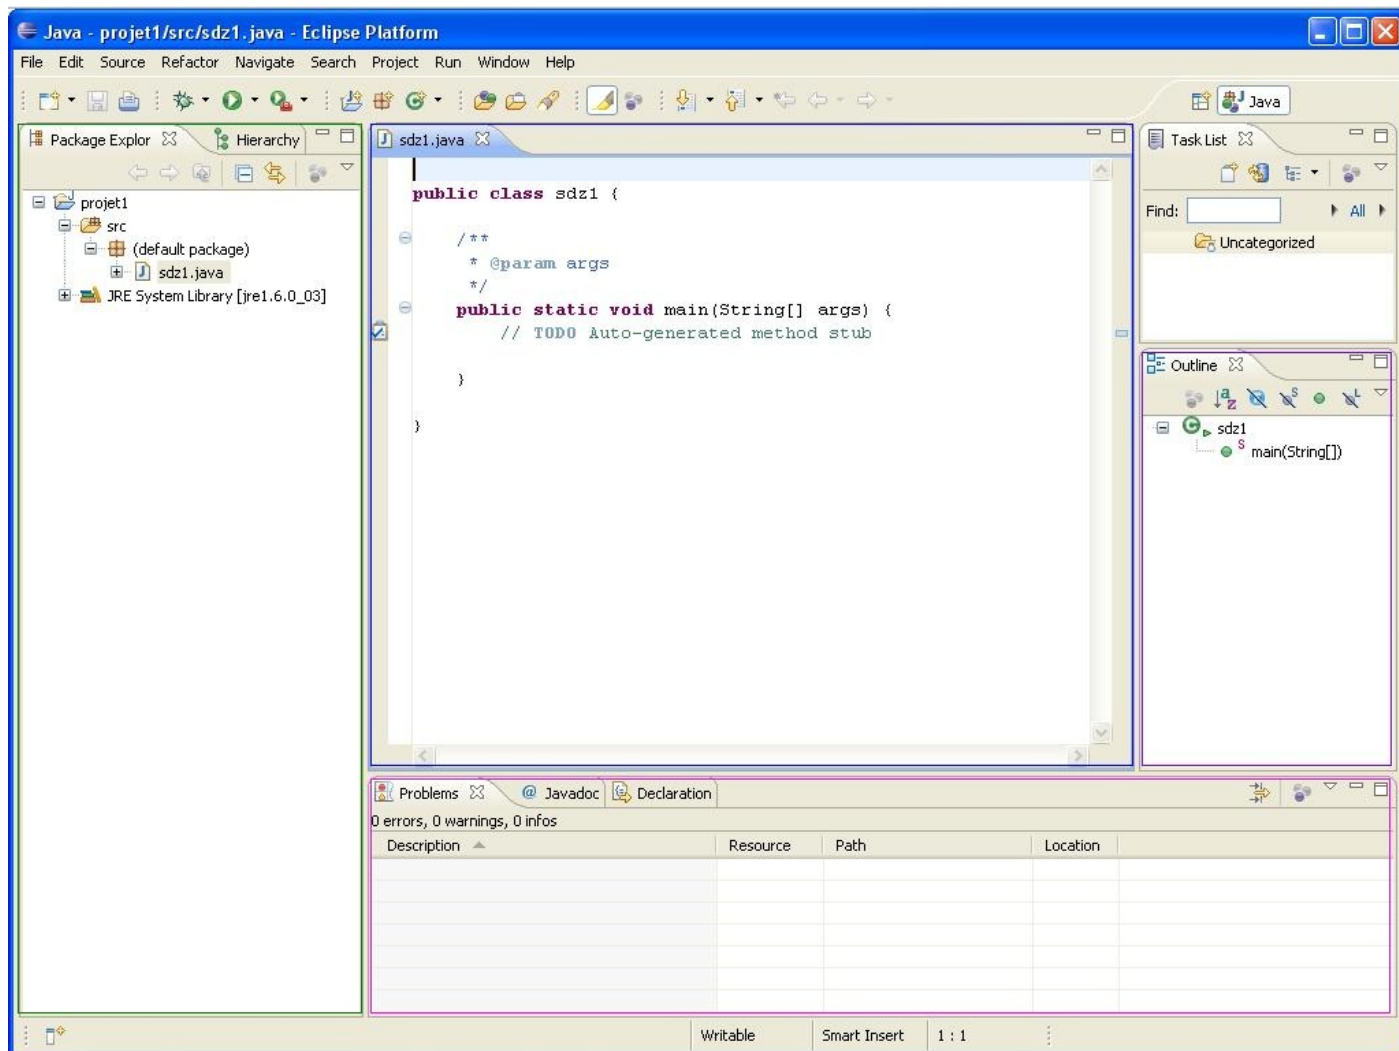 Java - projet1/src/sdz1.java - Eclipse Platform
File Edit Source Refactor Navigate Search Project Run Window Help
Java
Package Explor Hierarchy
projet1
src
(default package)
sdz1.java
JRE System Library [jre1.6.0_03]
sdz1.java
public class sdz1 {
/**
* @param args
*/
public static void main(String[] args) {
// TODO Auto-generated method stub
}
}
Task List
Find: All
Uncategorized
Outline
sdz1
main(String[])
Problems Javadoc Declaration
0 errors, 0 warnings, 0 infos
Description Resource Path Location
Writable Smart Insert 1 : 1